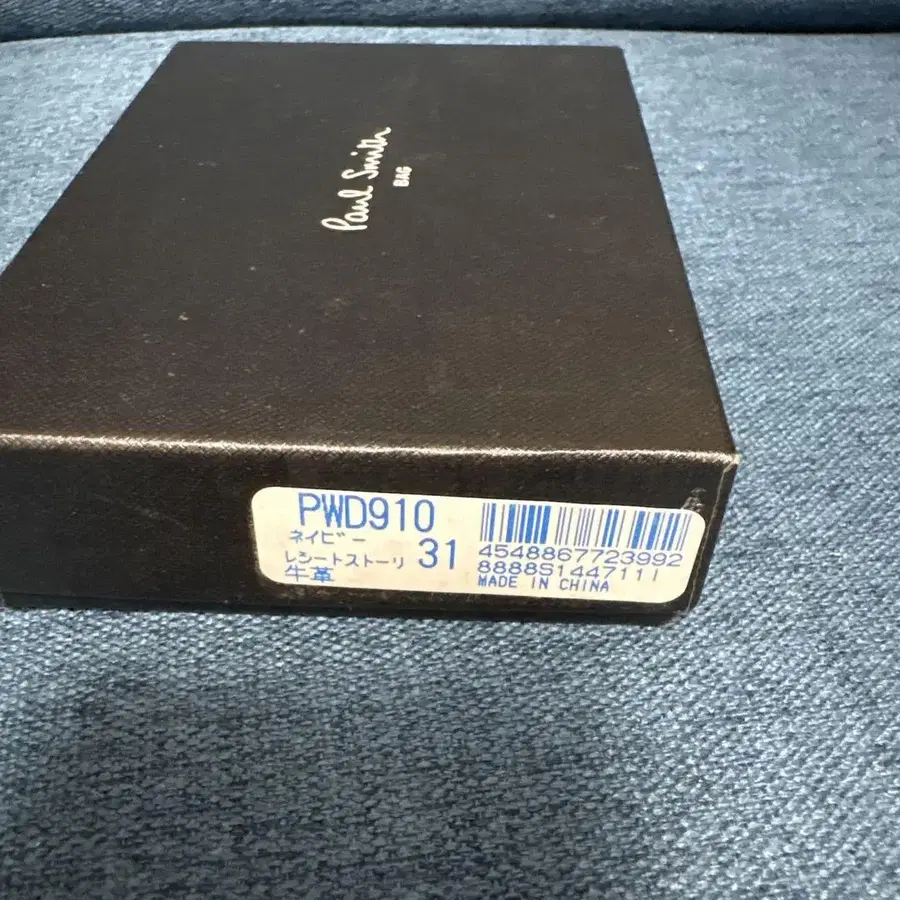 Paul Smith
BAG
PWD910
ネイビー
レシートストーリ 31
牛革
4548867723992
8888S1447111
MADE IN CHINA